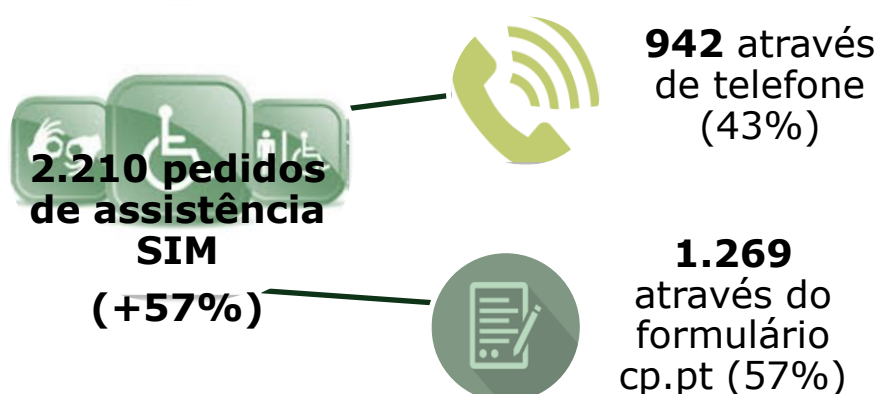 2.210 pedidos
de assistência
SIM
(+57%)
942 através
de telefone
(43%)
1.269
através do
formulário
cp.pt (57%)